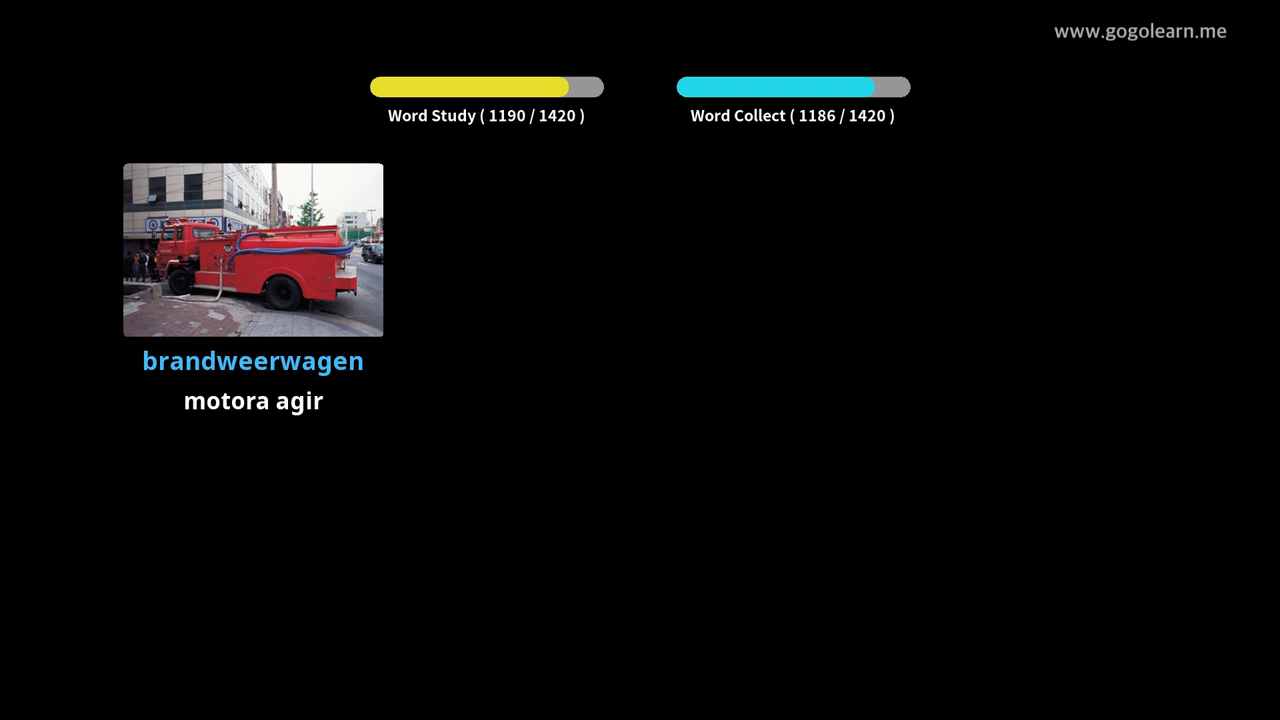 www.gogolearn.me
Word Study ( 1190 / 1420 )
Word Collect ( 1186 / 1420 )
brandweerwagen
motora agir